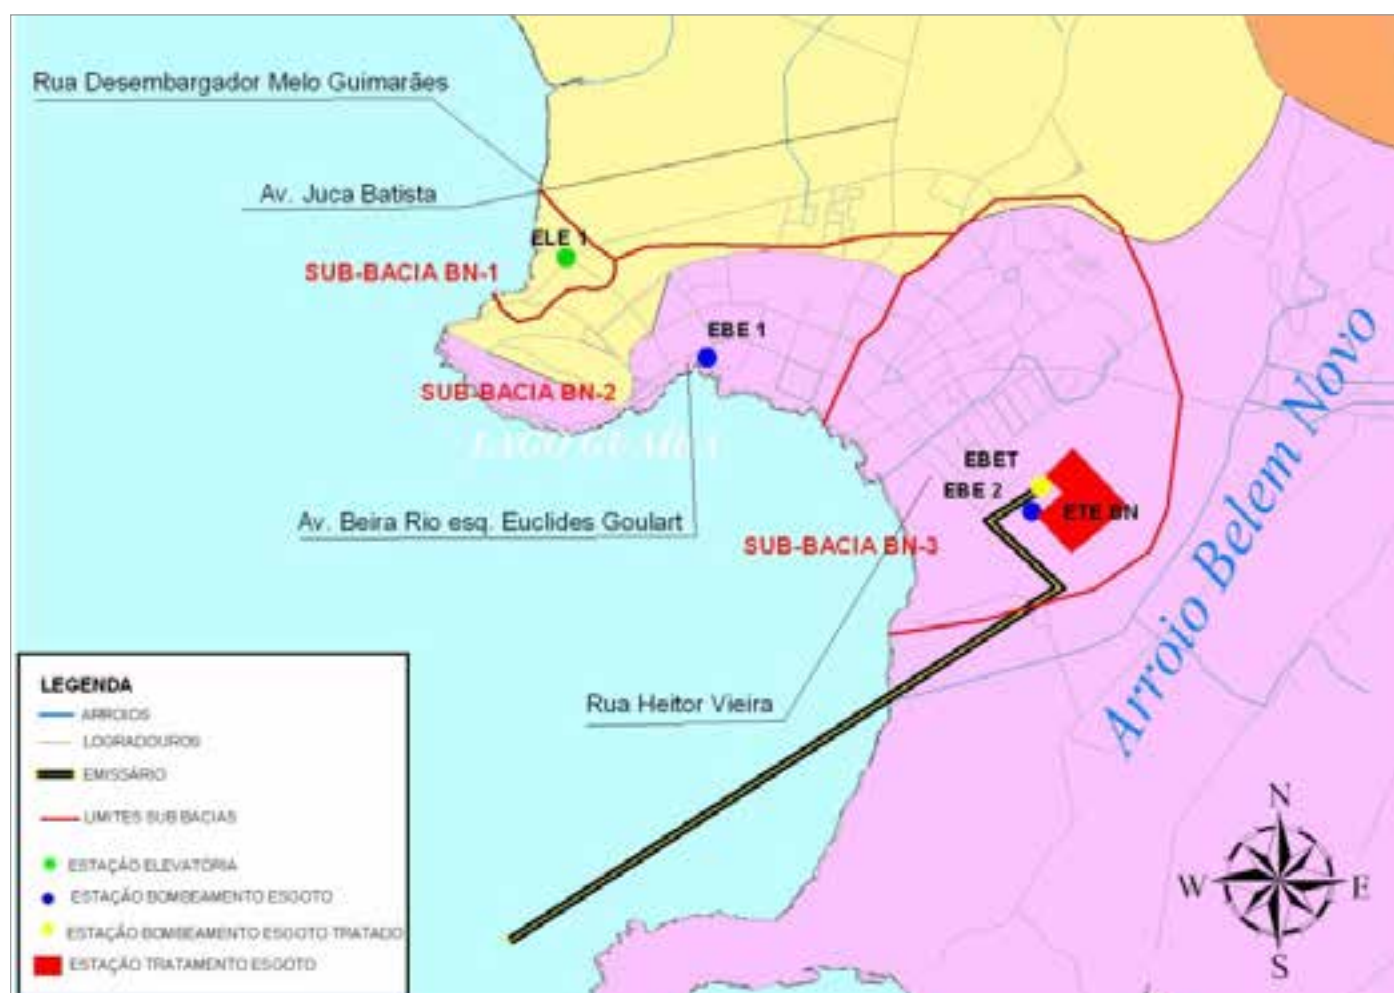 Rua Desembargador Melo Guimarães
Av. Juca Batista
ELE 1
SUB-BACIA BN-1
EBE 1
SUB-BACIA BN-2
LAGO GUAÍBA
EBET
EBE 2
ETE BN
Av. Beira Rio esq. Euclides Goulart
SUB-BACIA BN-3
Arroio Belem Novo
Rua Heitor Vieira
LEGENDA
ARROIOS
LOGRADOUROS
EMISSÁRIO
LIMITES SUB BACIAS
ESTAÇÃO ELEVATÓRIA
ESTAÇÃO BOMBEAMENTO ESGOTO
ESTAÇÃO BOMBEAMENTO ESGOTO TRATADO
ESTAÇÃO TRATAMENTO ESGOTO
N
W
E
S